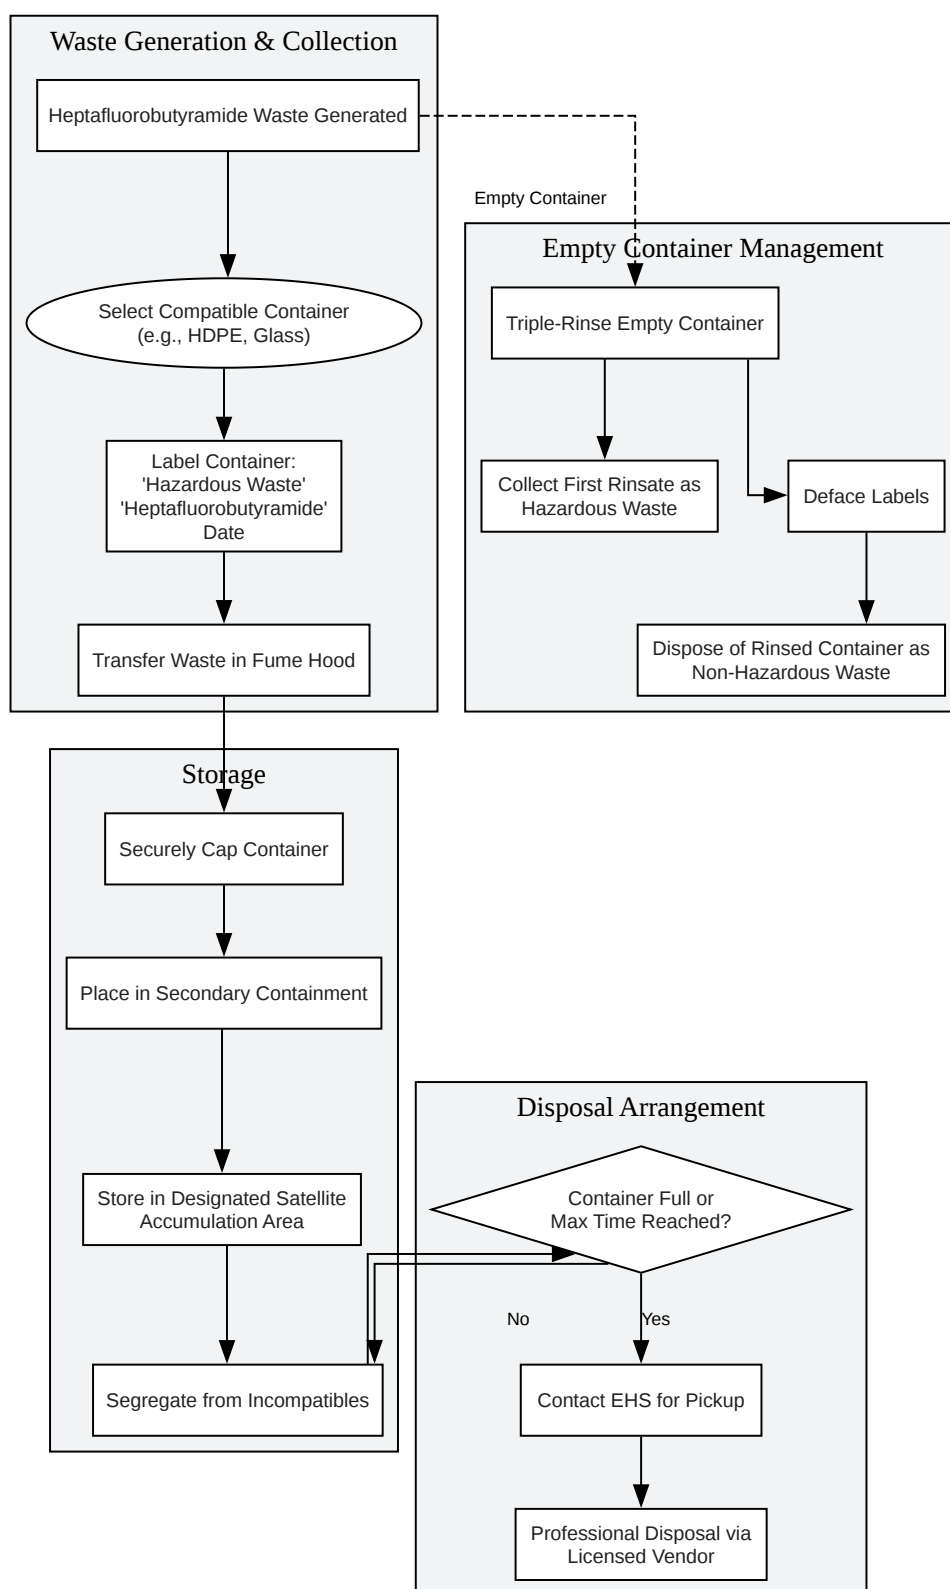 Waste Generation & Collection
Heptafluorobutyramide Waste Generated
Select Compatible Container
(e.g., HDPE, Glass)
Label Container:
'Hazardous Waste'
'Heptafluorobutyramide'
Date
Transfer Waste in Fume Hood
Empty Container
Empty Container Management
Triple-Rinse Empty Container
Collect First Rinsate as
Hazardous Waste
Deface Labels
Dispose of Rinsed Container as
Non-Hazardous Waste
Storage
Securely Cap Container
Place in Secondary Containment
Store in Designated Satellite
Accumulation Area
Segregate from Incompatibles
Disposal Arrangement
Container Full or
Max Time Reached?
No
Yes
Contact EHS for Pickup
Professional Disposal via
Licensed Vendor